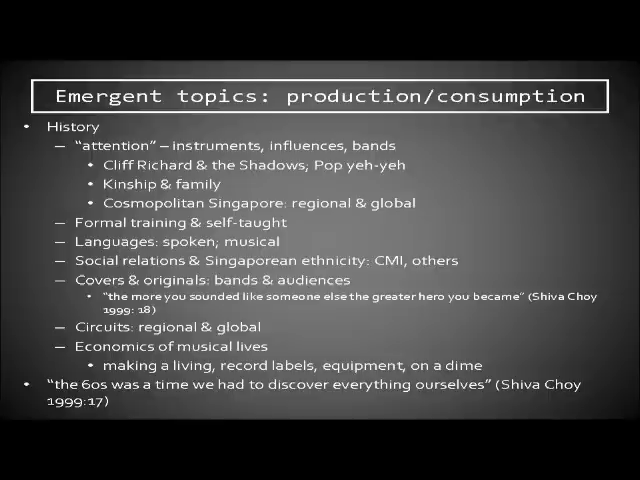 Emergent topics: production/consumption
• History
– "attention" – instruments, influences, bands
• Cliff Richard & the Shadows; Pop yeh-yeh
• Kinship & family
• Cosmopolitan Singapore: regional & global
– Formal training & self-taught
– Languages: spoken; musical
– Social relations & Singaporean ethnicity: CMI, others
– Covers & originals: bands & audiences
• "the more you sounded like someone else the greater hero you became" (Shiva Choy
1999: 18)
– Circuits: regional & global
– Economics of musical lives
• making a living, record labels, equipment, on a dime
• "the 60s was a time we had to discover everything ourselves" (Shiva Choy
1999:17)